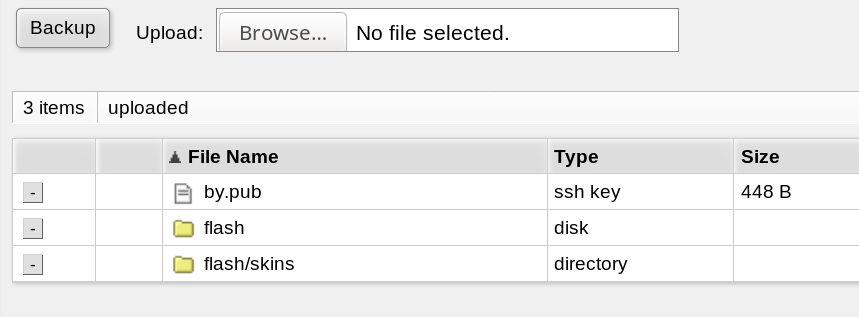 Backup Upload: Browse... No file selected.
3 items uploaded
File Name Type Size
- by.pub ssh key 448 B
- flash disk
- flash/skins directory